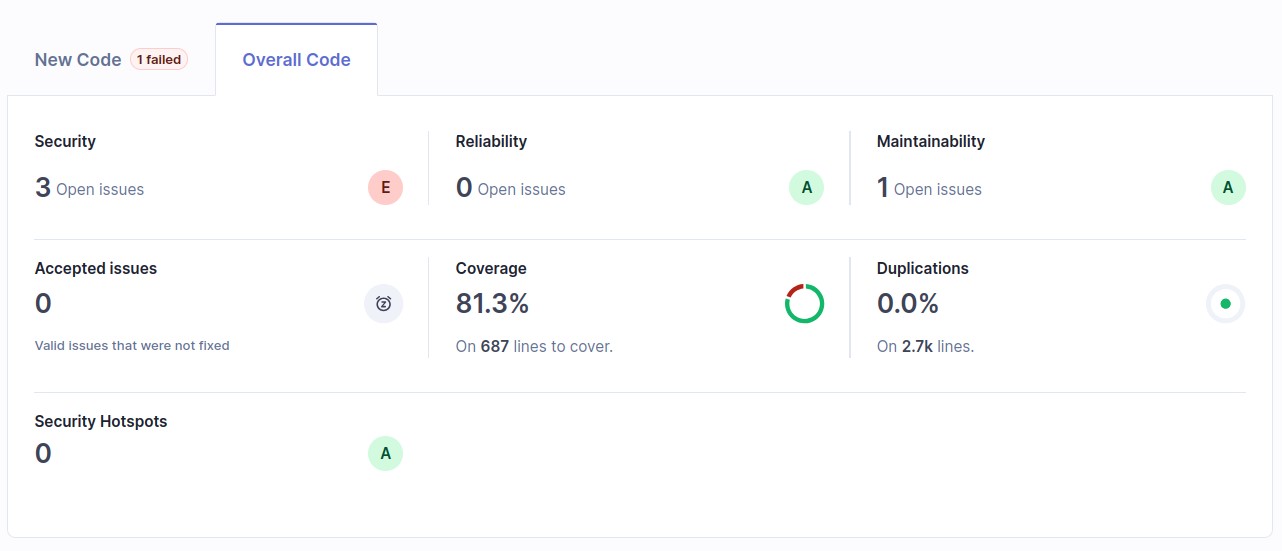 New Code 1 failed Overall Code
Security Reliability Maintainability
3 Open issues E 0 Open issues A 1 Open issues A
Accepted issues Coverage Duplications
0 81.3% 0.0%
Valid issues that were not fixed On 687 lines to cover. On 2.7k lines.
Security Hotspots
0 A